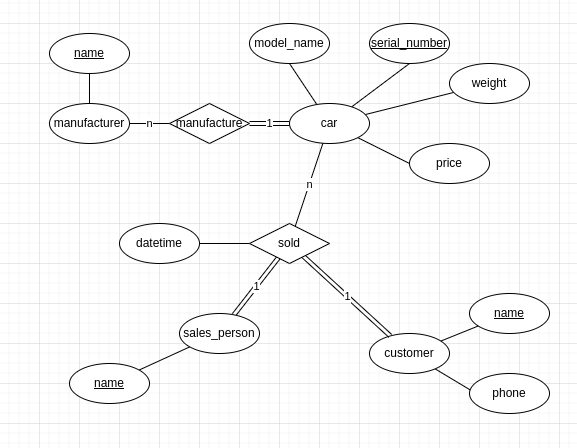 name
model_name
serial_number
weight
manufacturer
n
manufacture
1
car
price
n
datetime
sold
1
1
sales_person
name
customer
name
phone